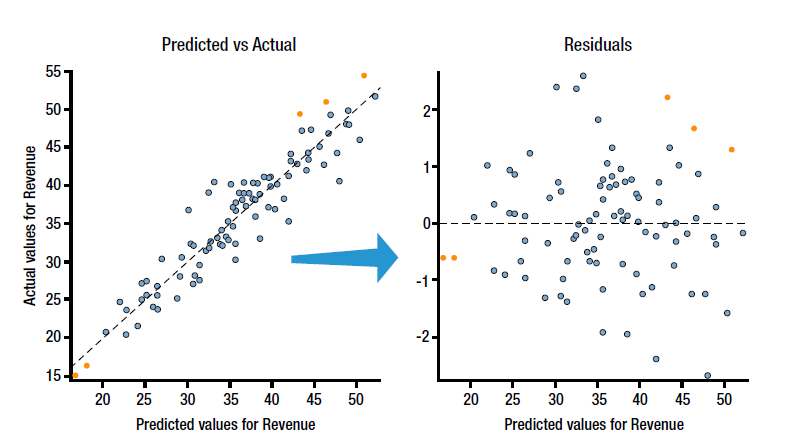 Predicted vs Actual
Actual values for Revenue
55
50
45
40
35
30
25
20
15
20 25 30 35 40 45 50
Predicted values for Revenue
Residuals
2
1
0
-1
-2
20 25 30 35 40 45 50
Predicted values for Revenue